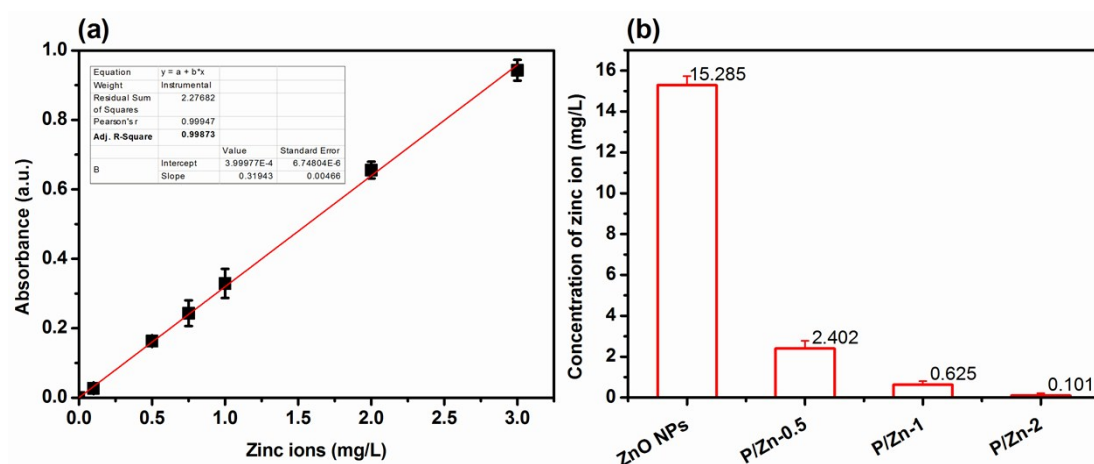 (a)
Absorbance (a.u.)
1.0
0.8
0.6
0.4
0.2
0.0
Equation y = a + b*x
Weight Instrumental
Residual Sum of Squares 2.27682
Pearson's r 0.99947
Adj. R-Square 0.99873
Value Standard Error
B Intercept 3.99977E-4 6.74804E-6
Slope 0.31943 0.00466
0.0 0.5 1.0 1.5 2.0 2.5 3.0
Zinc ions (mg/L)
(b)
Concentration of zinc ion (mg/L)
16
14
12
10
8
6
4
2
0
15.285
2.402
0.625
0.101
ZnO NPs
P/Zn-0.5
P/Zn-1
P/Zn-2